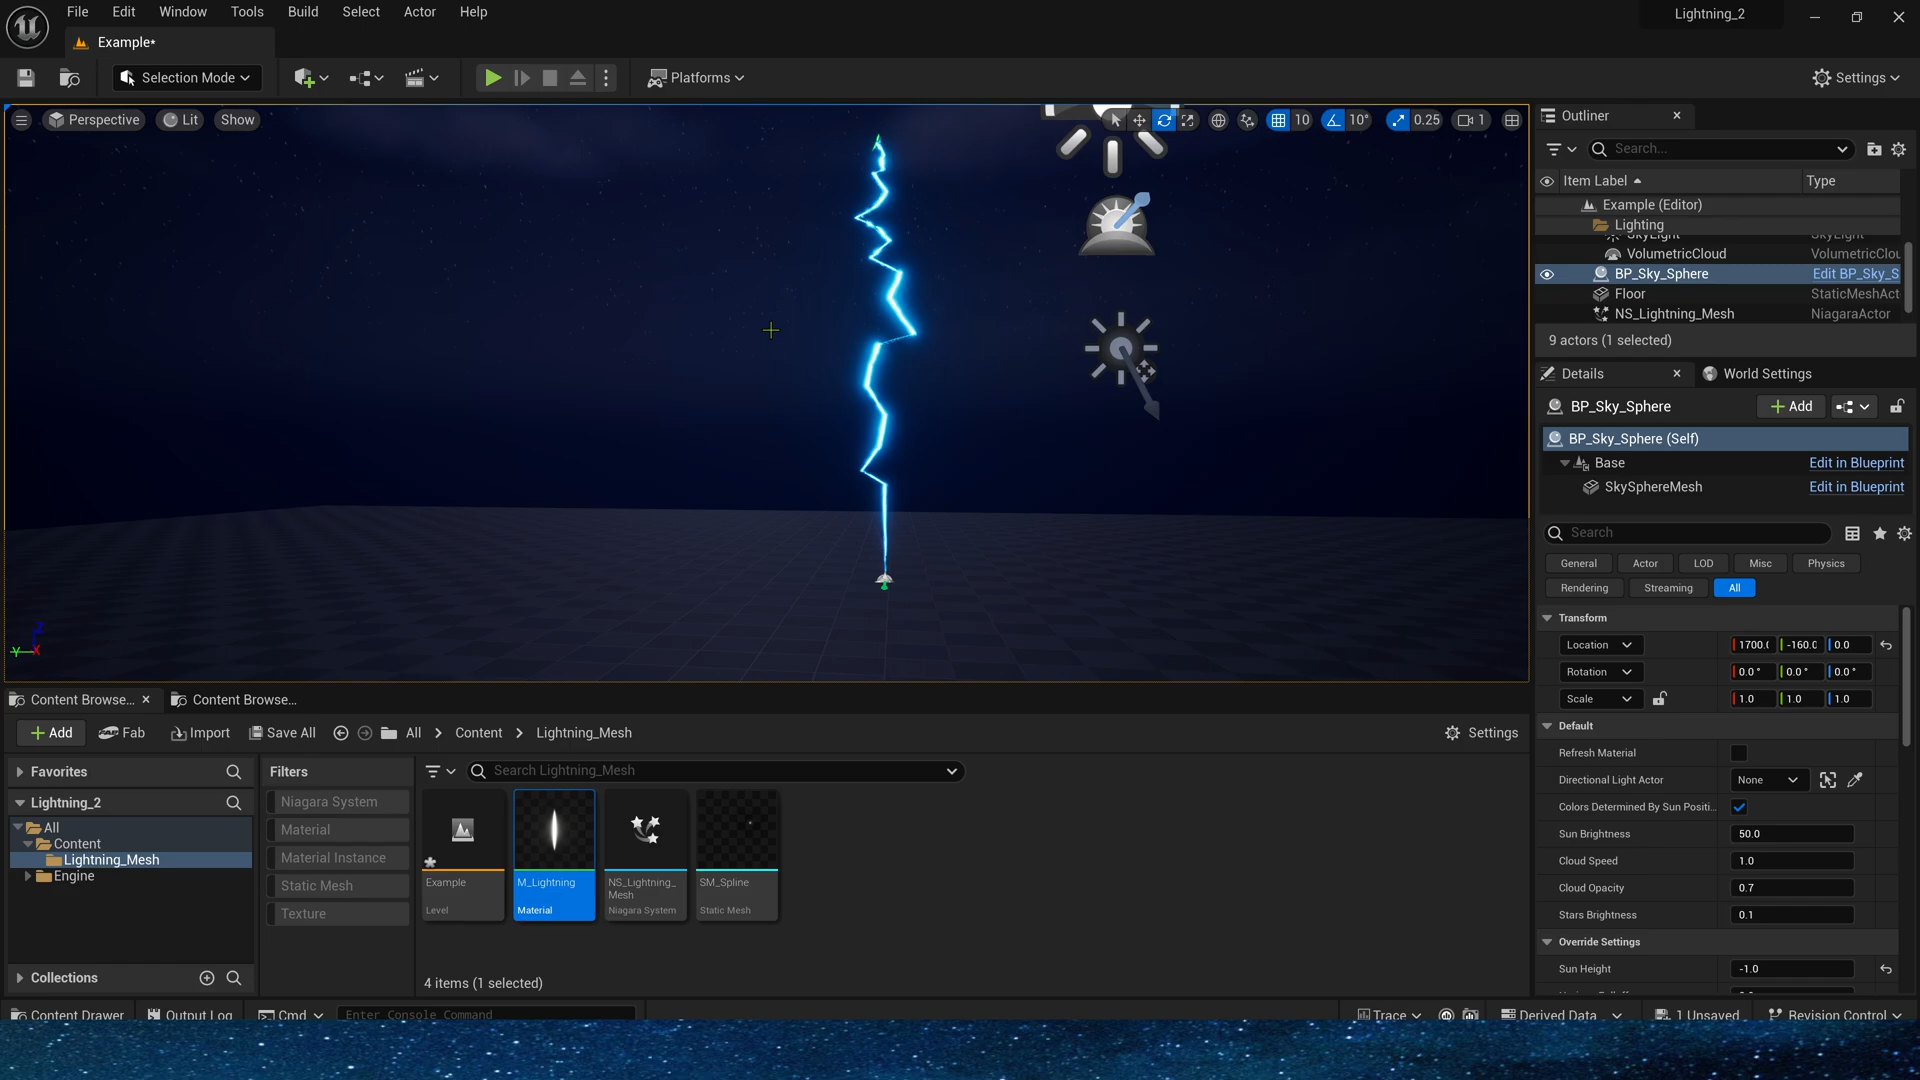 File Edit Window Tools Build Select Actor Help
Lightning_2
Example*
Selection Mode
Platforms
Settings
Perspective Lit Show
10 10° 0.25 1
Outliner
Search...
Item Label Type
Example (Editor)
Lighting
SkyLight SkyLight
VolumetricCloud VolumetricClou
BP_Sky_Sphere Edit BP_Sky_S
Floor StaticMeshAct
NS_Lightning_Mesh NiagaraActor
9 actors (1 selected)
Details World Settings
BP_Sky_Sphere
Add
BP_Sky_Sphere (Self)
Base Edit in Blueprint
SkySphereMesh Edit in Blueprint
Search
General Actor LOD Misc Physics
Rendering Streaming All
Transform
Location 1700.( -160.( 0.0
Rotation 0.0° 0.0° 0.0°
Scale 1.0 1.0 1.0
Default
Refresh Material
Directional Light Actor None
Colors Determined By Sun Positi...
Sun Brightness 50.0
Cloud Speed 1.0
Cloud Opacity 0.7
Stars Brightness 0.1
Override Settings
Sun Height -1.0
Z
Y X
Content Browse... Content Browse...
Add Fab Import Save All All > Content > Lightning_Mesh Settings
Favorites
Lightning_2
All
Content
Lightning_Mesh
Engine
Collections
Filters
Niagara System
Material
Material Instance
Static Mesh
Texture
Search Lightning_Mesh
Example
Level
M_Lightning
Material
NS_Lightning_
Mesh
Niagara System
SM_Spline
Static Mesh
4 items (1 selected)
Content Drawer Output Log Cmd Enter Console Command
Trace Derived Data 1 Unsaved Revision Control